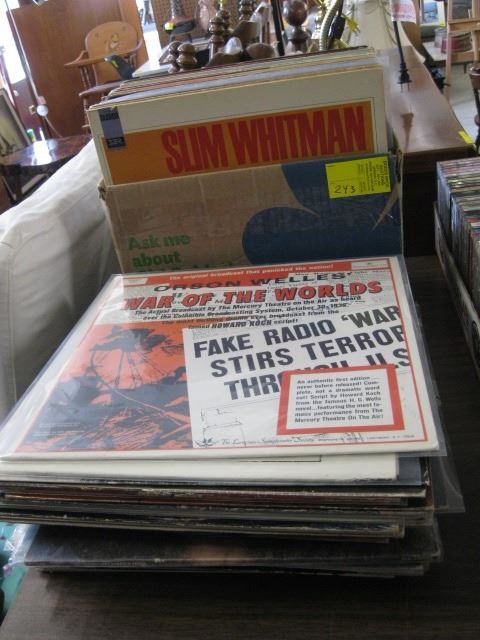 SLIM WHITMAN
243
Ask me
about
The original broadcast that panicked the nation!
ORSON WELLES'
"WAR OF THE WORLDS
The Actual Broadcast by The Mercury Theatre on the Air as heard
over the Columbia Broadcasting System, October 30, 1938
HOWARD KOCH script!
FAKE RADIO 'WAR
STIRS TERROR
THROUGH U.S
An authentic first edition...
never before released! Com-
plete, not a dramatic word
cut! Script by Howard Koch
from the famous H. G. Wells
novel...featuring the most fa-
mous performance from The
Mercury Theatre On The Air!